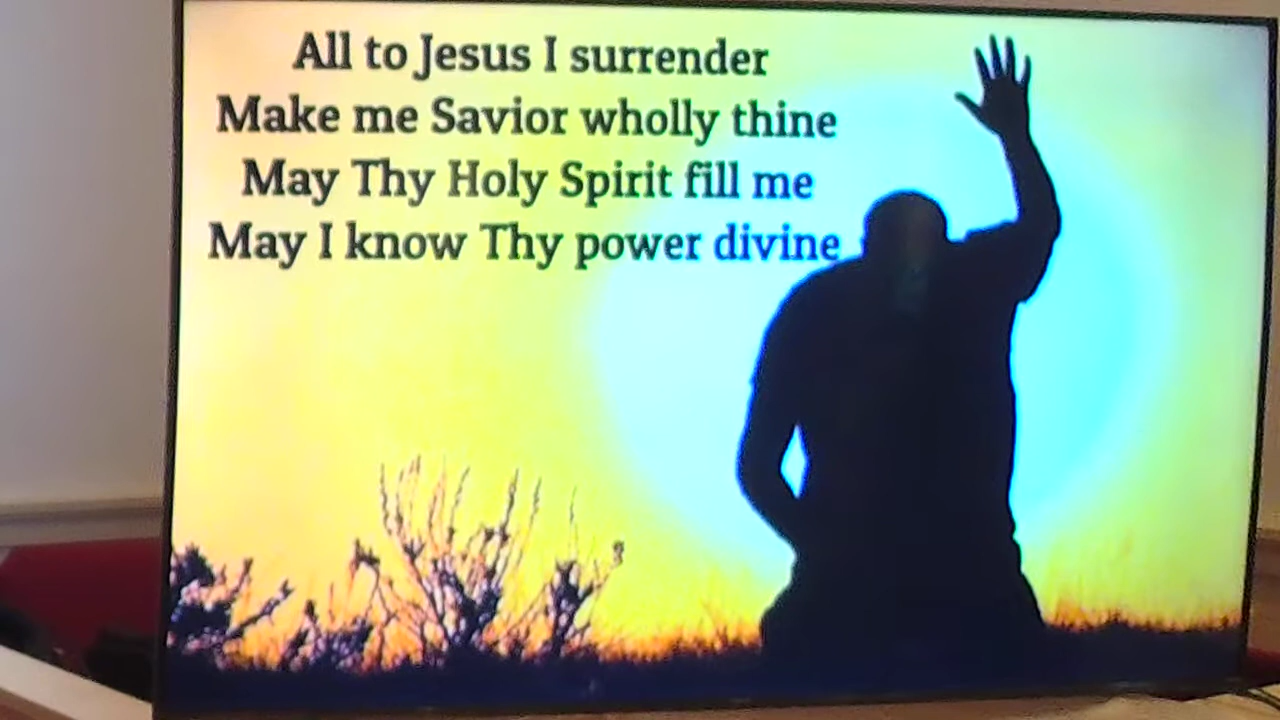 All to Jesus I surrender
Make me Savior wholly thine
May Thy Holy Spirit fill me
May I know Thy power divine